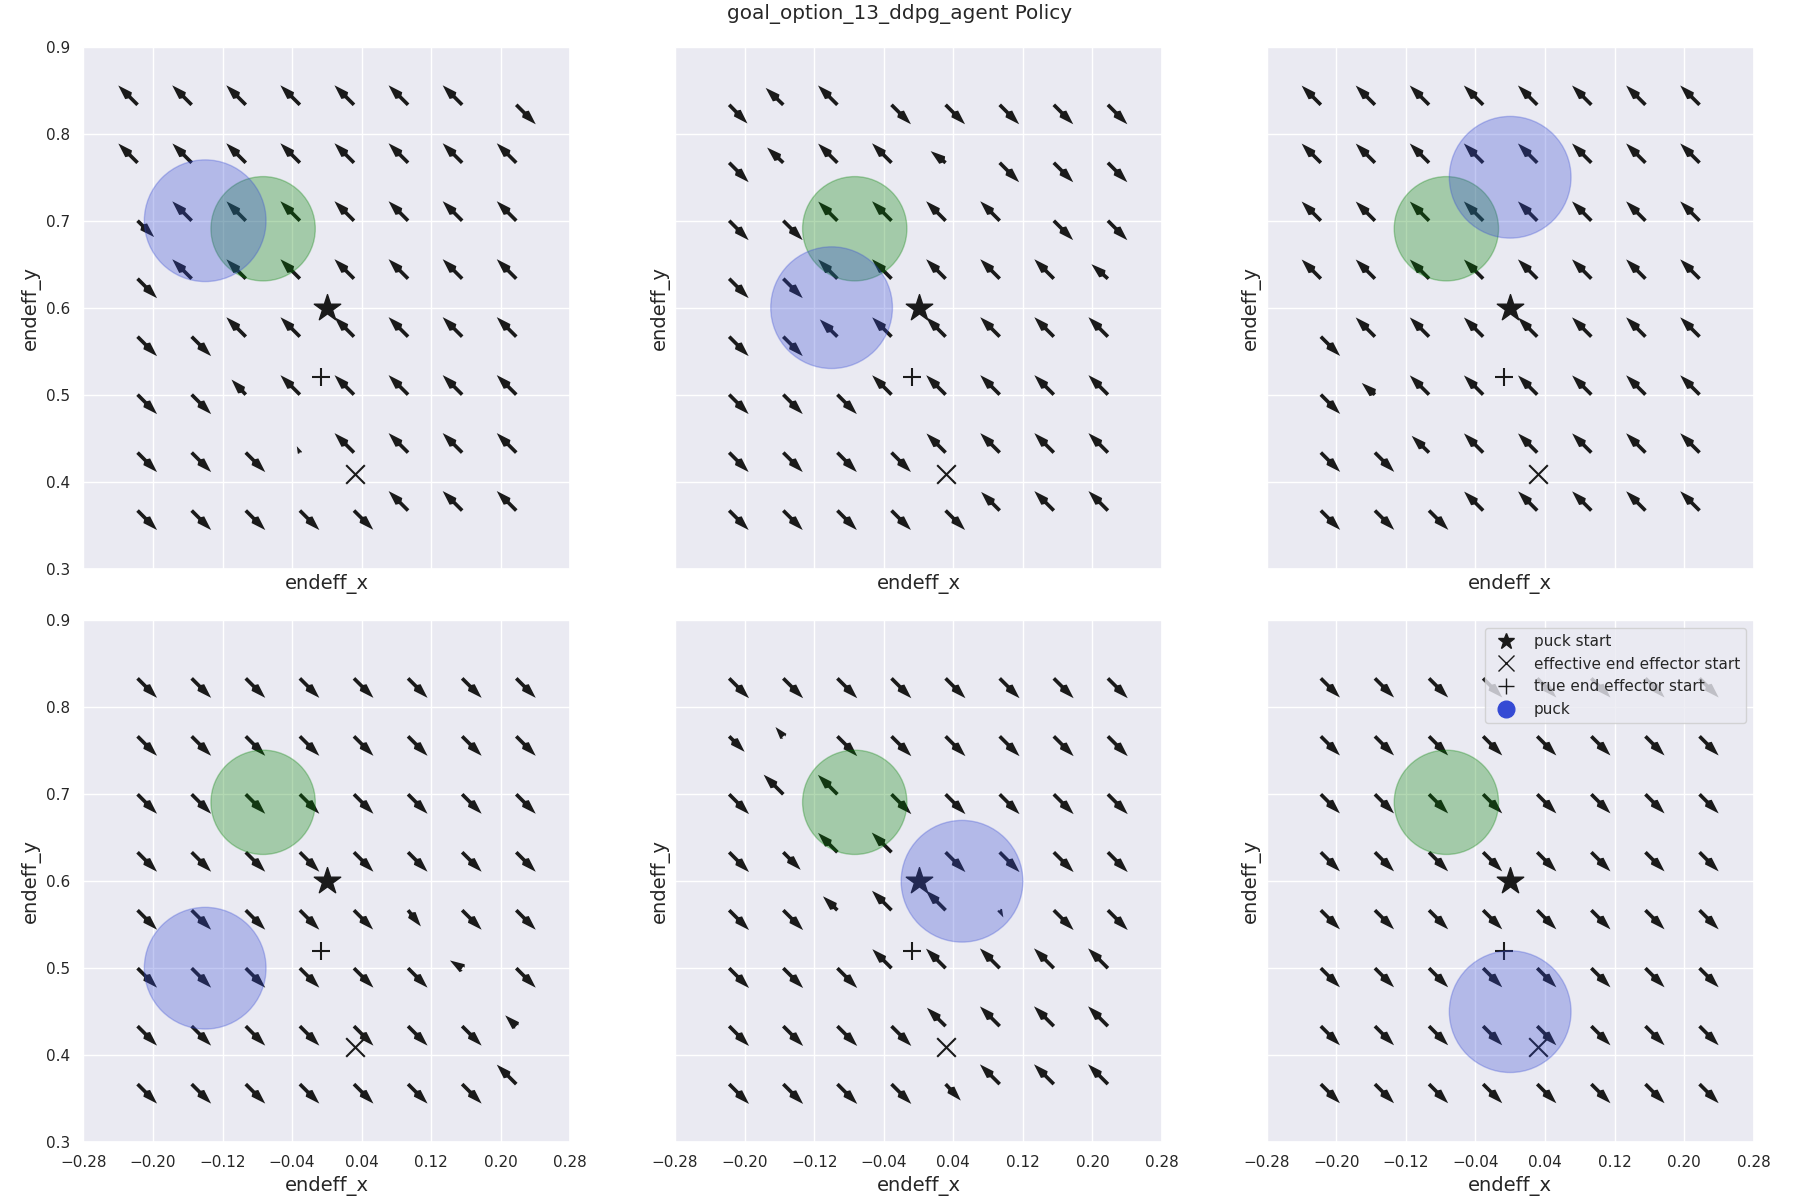 goal_option_13_ddpg_agent Policy
0.9
0.8
0.7
0.6
0.5
0.4
0.3
endeff_y
endeff_x
endeff_y
endeff_x
endeff_y
endeff_x
0.9
0.8
0.7
0.6
0.5
0.4
0.3
endeff_y
−0.28 −0.20 −0.12 −0.04 0.04 0.12 0.20 0.28
endeff_x
endeff_y
−0.28 −0.20 −0.12 −0.04 0.04 0.12 0.20 0.28
endeff_x
puck start
effective end effector start
true end effector start
puck
endeff_y
−0.28 −0.20 −0.12 −0.04 0.04 0.12 0.20 0.28
endeff_x